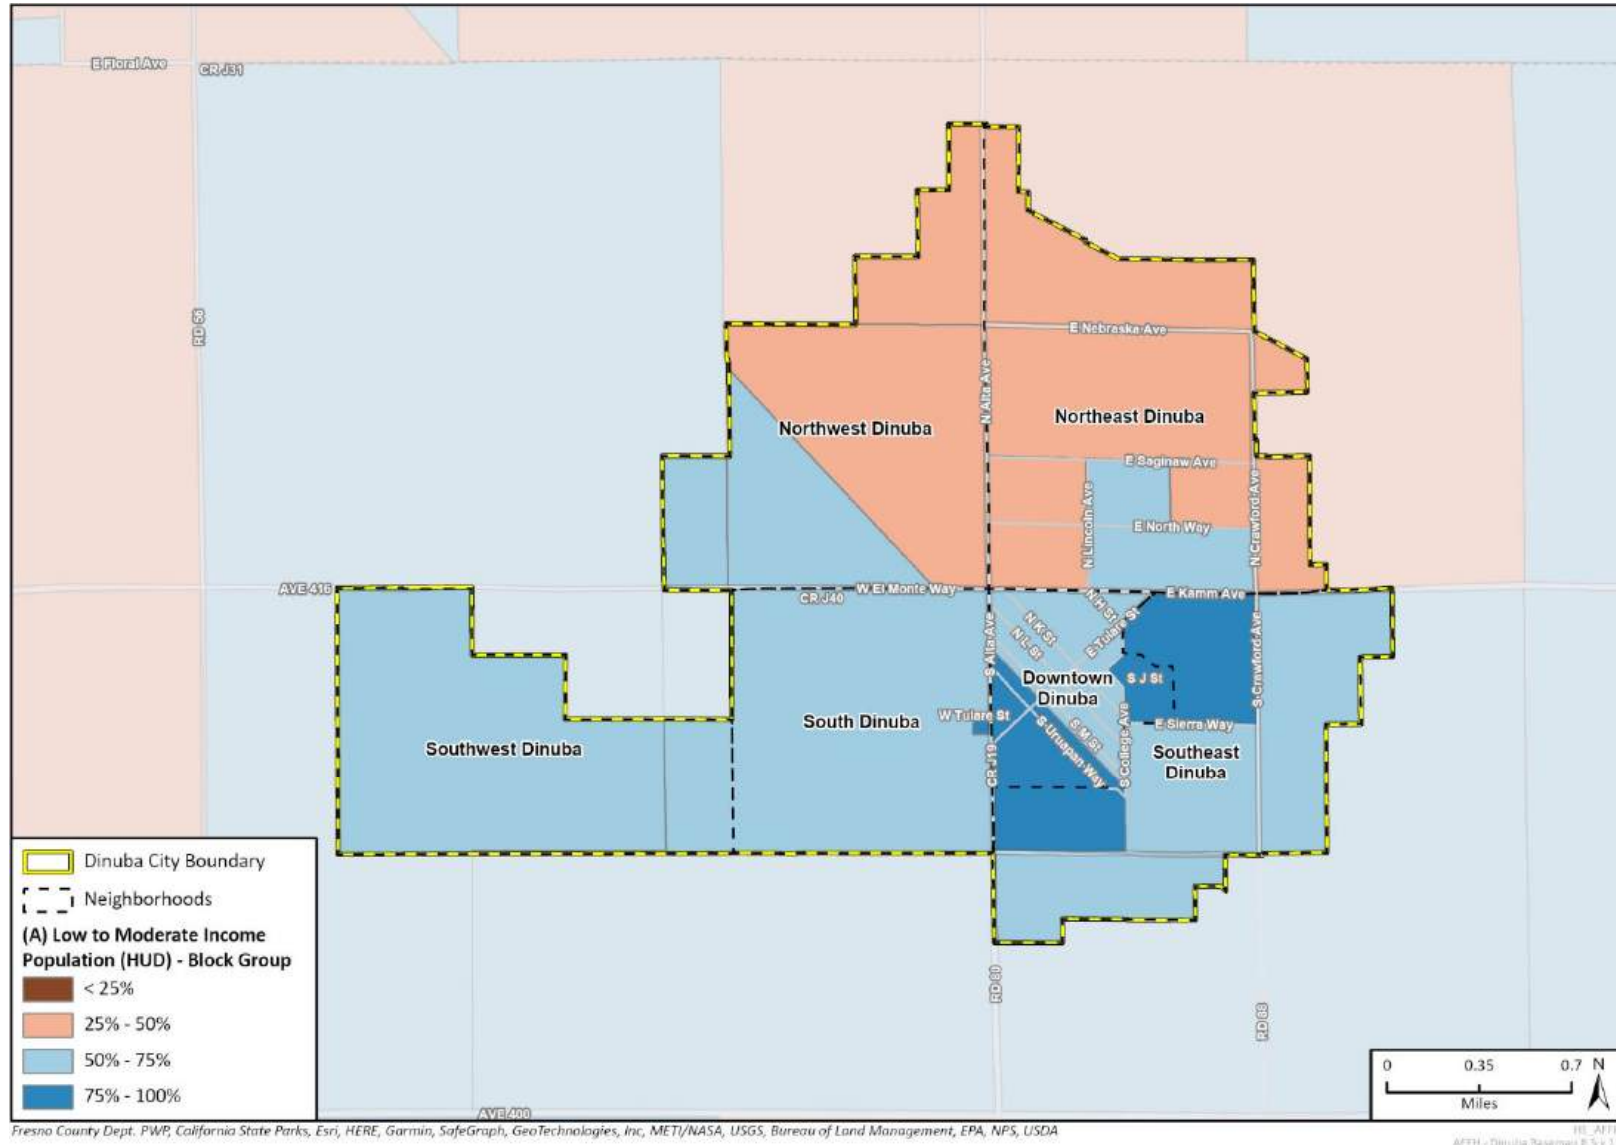 E Floral Ave
CR J31
RD 56
E Nebraska Ave
N Alta Ave
Northwest Dinuba
Northeast Dinuba
E Saginaw Ave
N Lincoln Ave
N Crawford Ave
E North Way
AVE 416
W El Monte Way
CR J40
E Kamm Ave
N H St
N K St
N L St
E Tulare St
S Alta Ave
S Crawford Ave
Downtown
Dinuba
S J St
South Dinuba
W Tulare St
S M St
S Uruapan Way
E Sierra Way
Southwest Dinuba
CR J19
S College Ave
Southeast
Dinuba
RD 80
RD 88
AVE 400
Dinuba City Boundary
Neighborhoods
(A) Low to Moderate Income
Population (HUD) - Block Group
< 25%
25% - 50%
50% - 75%
75% - 100%
0 0.35 0.7
N
Miles
Fresno County Dept. PWP, California State Parks, Esri, HERE, Garmin, SafeGraph, GeoTechnologies, Inc, METI/NASA, USGS, Bureau of Land Management, EPA, NPS, USDA